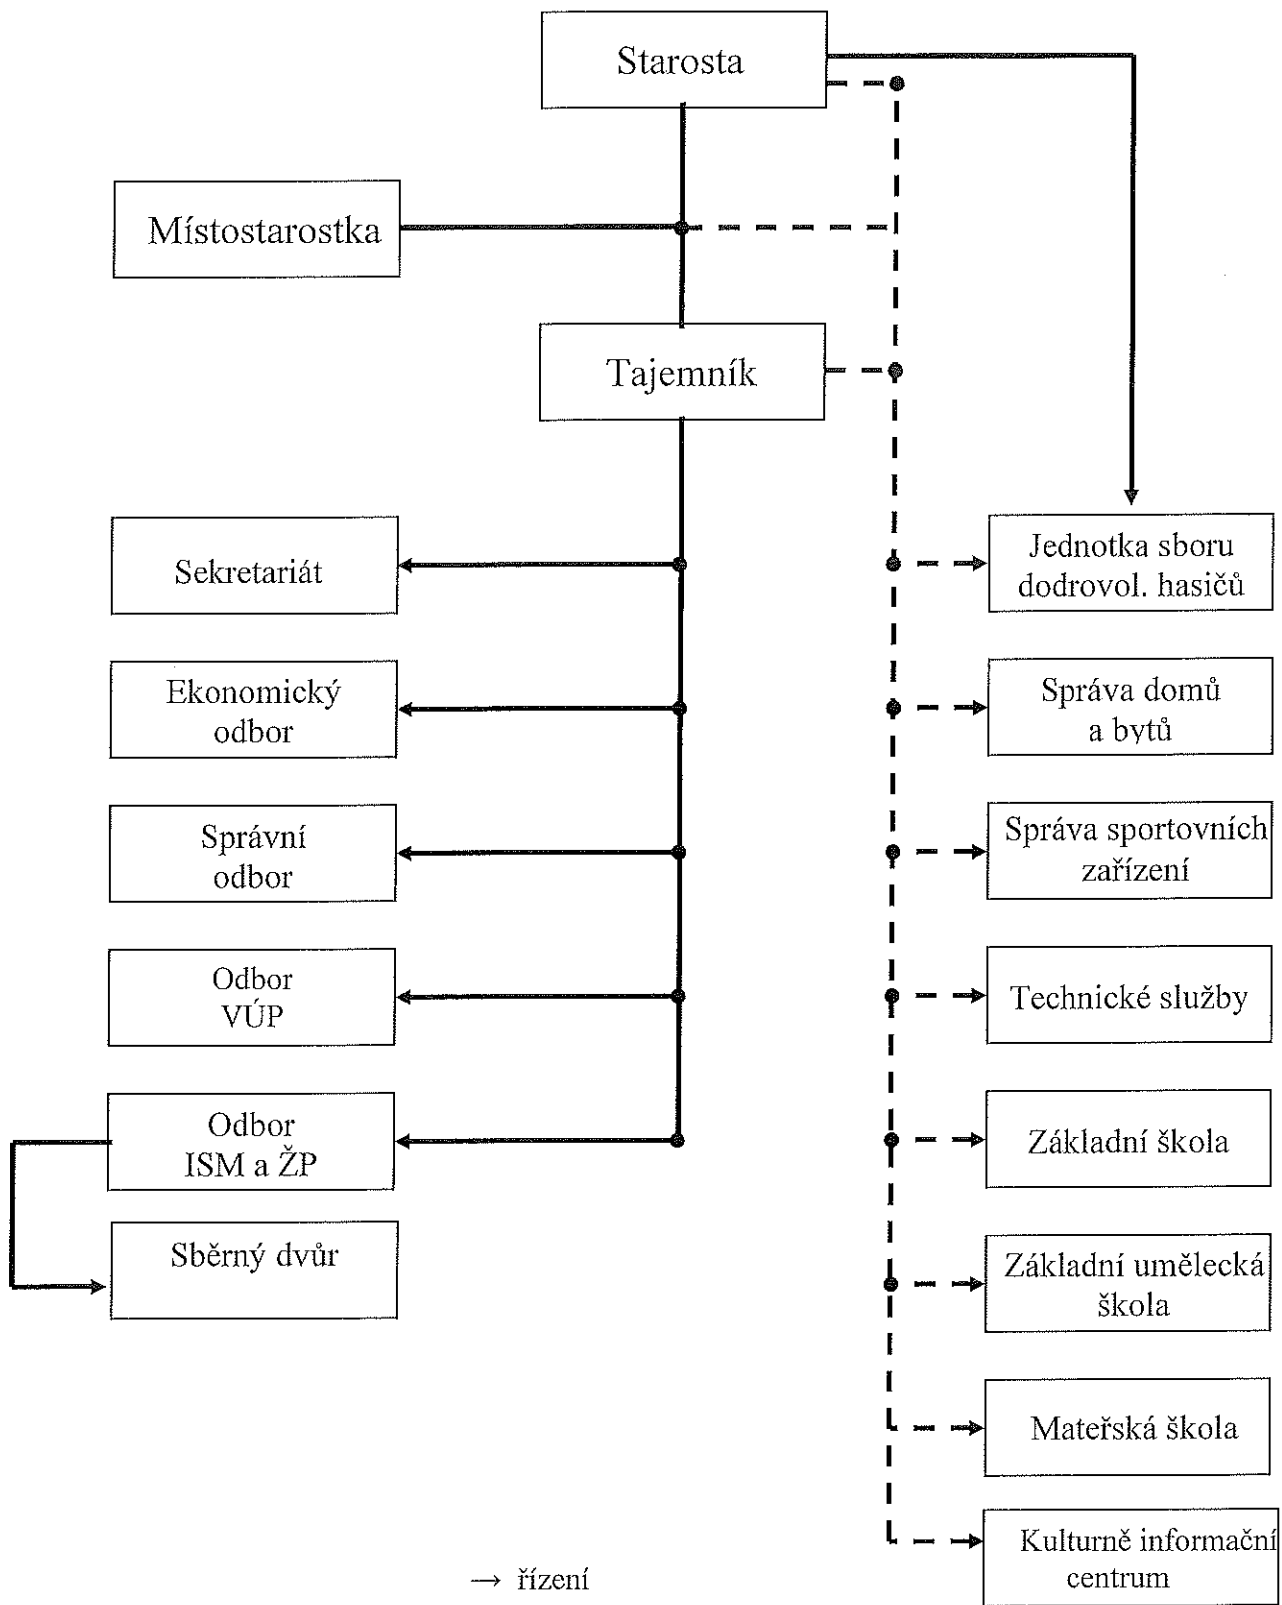 Starosta
Místostarostka
Tajemník
Sekretariát
Ekonomický
odbor
Správní
odbor
Odbor
VÚP
Odbor
ISM a ŽP
Sběrný dvůr
Jednotka sboru
dodrovol. hasičů
Správa domů
a bytů
Správa sportovních
zařízení
Technické služby
Základní škola
Základní umělecká
škola
Mateřská škola
Kulturně informační
centrum
→ řízení